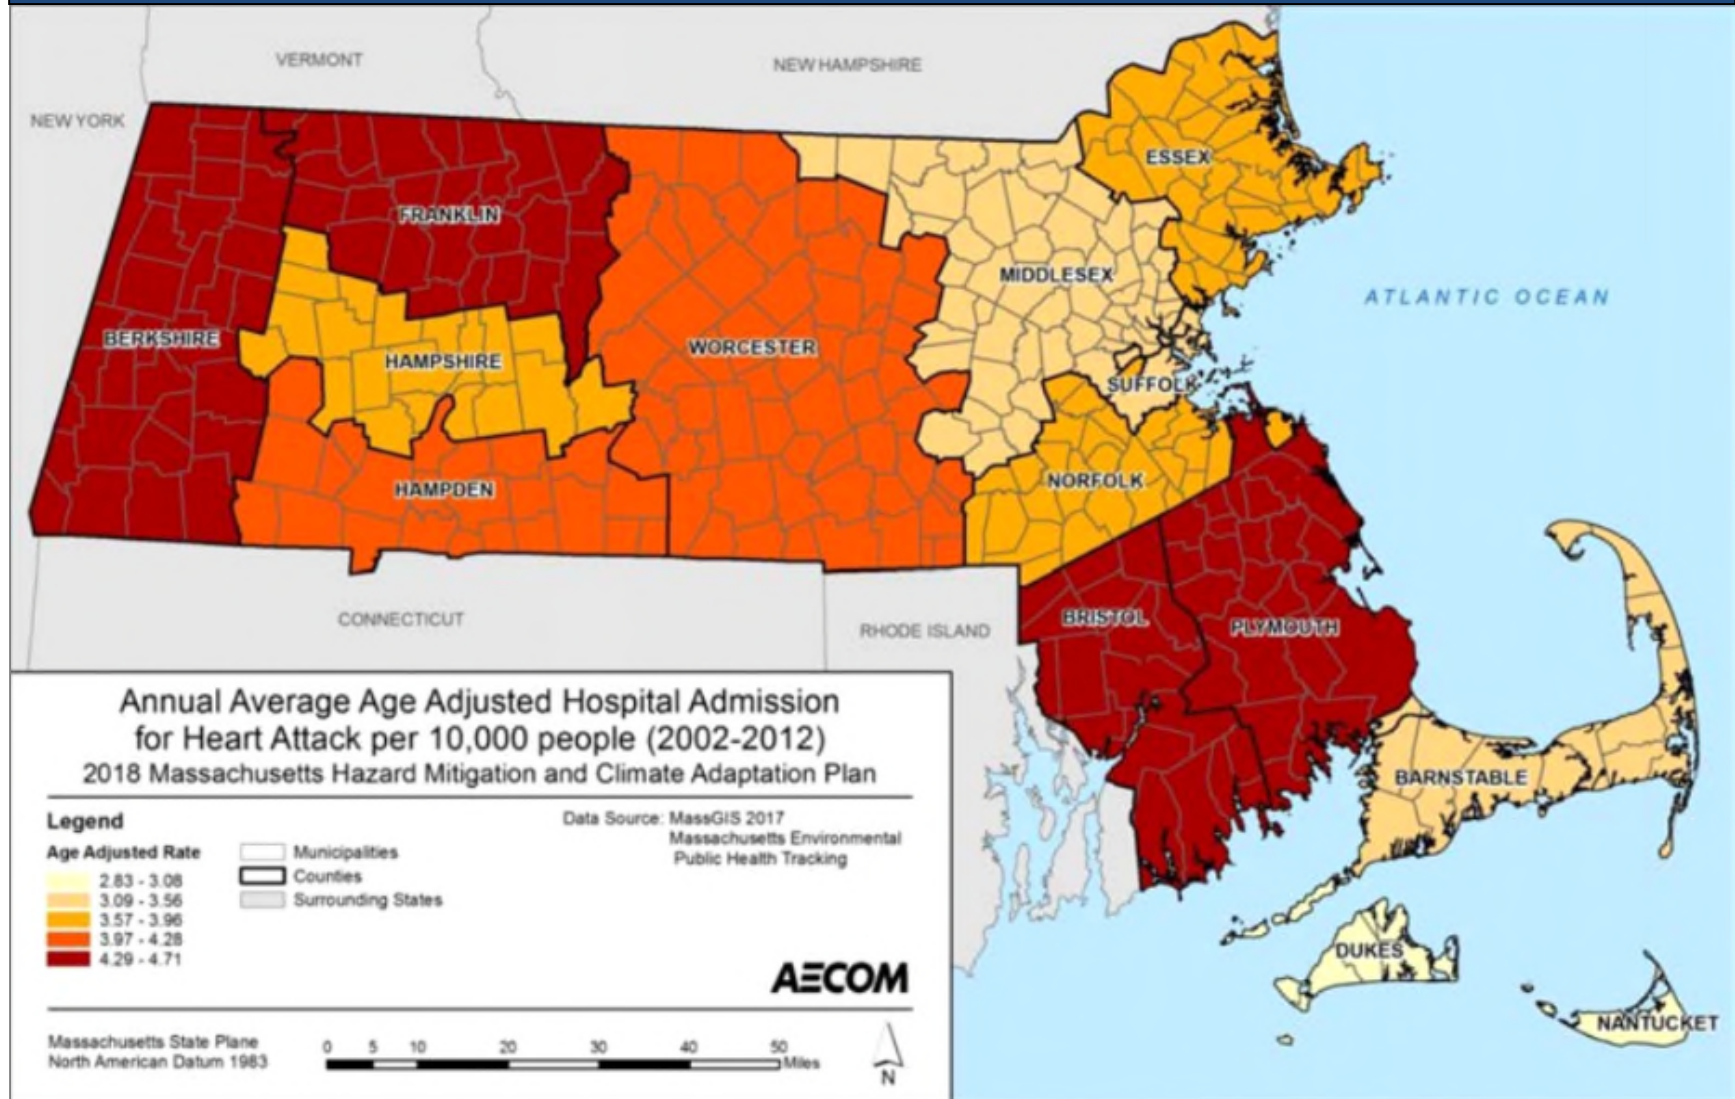 VERMONT
NEW HAMPSHIRE
NEW YORK
ESSEX
FRANKLIN
MIDDLESEX
ATLANTIC OCEAN
BERKSHIRE
HAMPSHIRE
WORCESTER
SUFFOLK
HAMPDEN
NORFOLK
CONNECTICUT
RHODE ISLAND
BRISTOL
PLYMOUTH
BARNSTABLE
DUKES
NANTUCKET
Annual Average Age Adjusted Hospital Admission
for Heart Attack per 10,000 people (2002-2012)
2018 Massachusetts Hazard Mitigation and Climate Adaptation Plan
Legend
Age Adjusted Rate
2.83 - 3.08
3.09 - 3.56
3.57 - 3.96
3.97 - 4.28
4.29 - 4.71
Municipalities
Counties
Surrounding States
Data Source: MassGIS 2017
Massachusetts Environmental
Public Health Tracking
AECOM
Massachusetts State Plane
North American Datum 1983
0 5 10 20 30 40 50
Miles
N